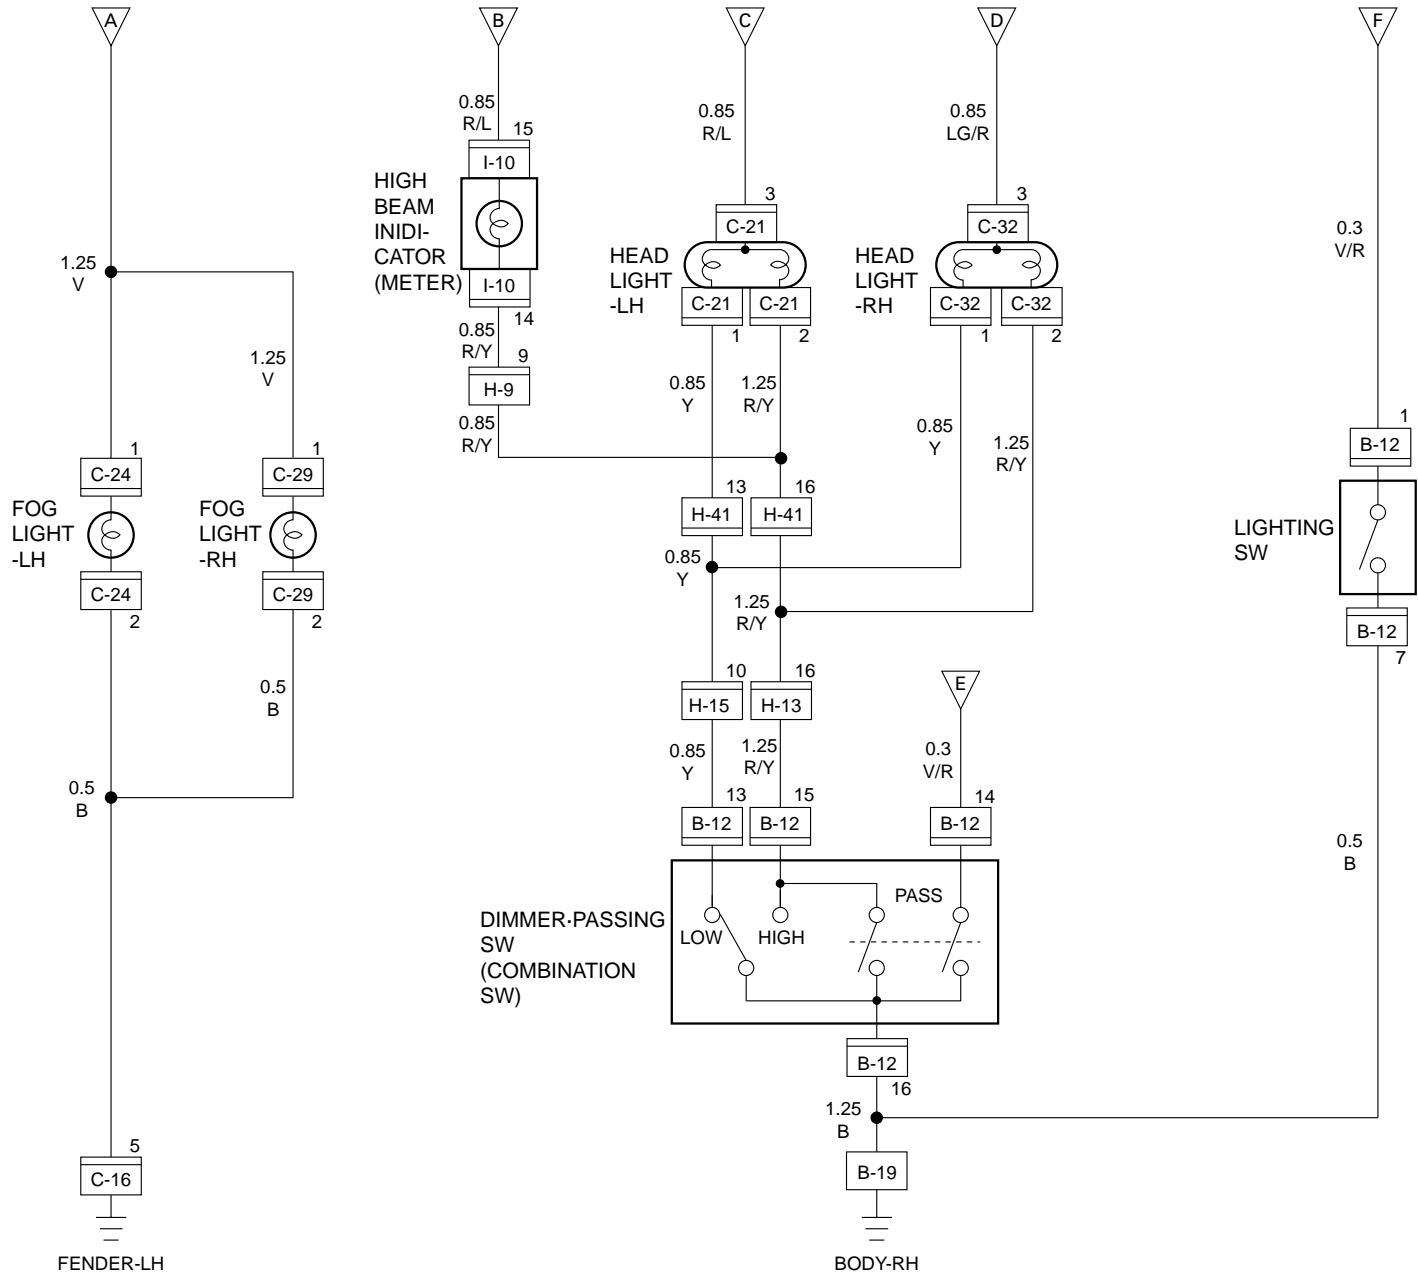 A
B
C
D
F
0.85
R/L
15
I-10
HIGH
BEAM
INIDI-
CATOR
(METER)
I-10
14
0.85
R/Y
9
H-9
0.85
R/Y
0.85
R/L
3
C-21
HEAD
LIGHT
-LH
C-21
C-21
1
2
0.85
Y
1.25
R/Y
0.85
LG/R
3
C-32
HEAD
LIGHT
-RH
C-32
C-32
1
2
0.85
Y
1.25
R/Y
0.3
V/R
1
B-12
LIGHTING
SW
B-12
7
0.5
B
1.25
V
1.25
V
1
C-24
FOG
LIGHT
-LH
C-24
2
1
C-29
FOG
LIGHT
-RH
C-29
2
0.5
B
0.5
B
5
C-16
FENDER-LH
13
H-41
16
H-41
0.85
Y
1.25
R/Y
10
H-15
16
H-13
E
0.85
Y
1.25
R/Y
0.3
V/R
13
B-12
15
B-12
14
B-12
PASS
LOW
HIGH
DIMMER·PASSING
SW
(COMBINATION
SW)
B-12
16
1.25
B
B-19
BODY-RH